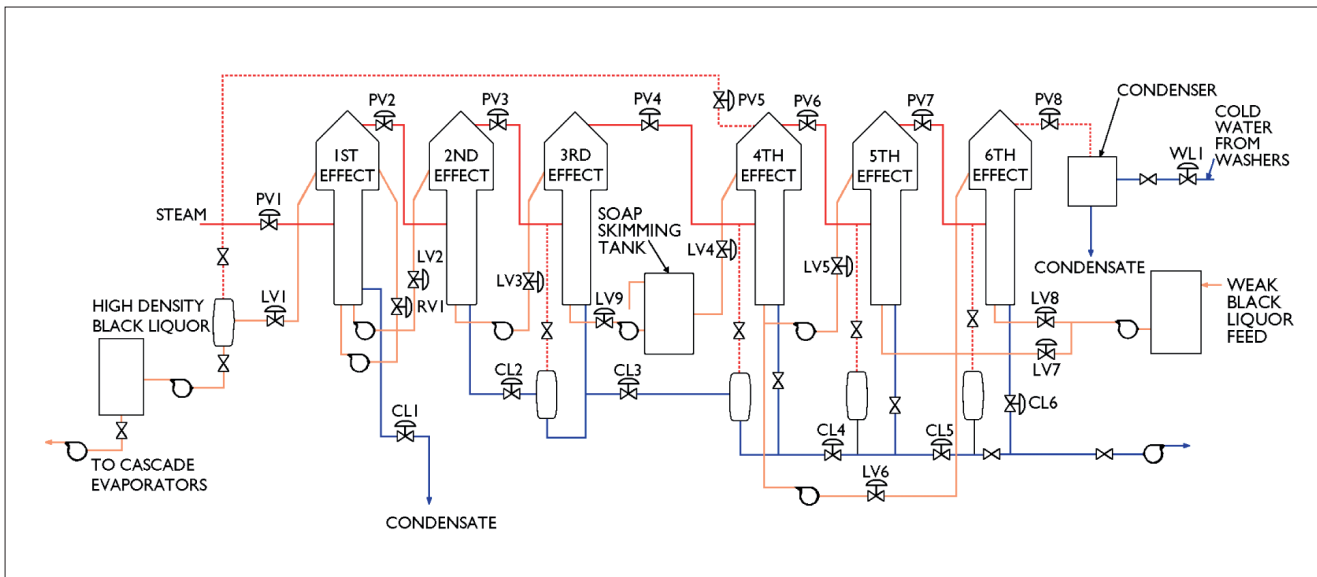 PV2
PV3
PV4
PV5
PV6
PV7
PV8
CONDENSER
COLD
WATER
FROM
WASHERS
WL1
1ST
EFFECT
2ND
EFFECT
3RD
EFFECT
4TH
EFFECT
5TH
EFFECT
6TH
EFFECT
STEAM
PV1
SOAP
SKIMMING
TANK
LV2
LV3
LV4
LV5
RV1
CONDENSATE
HIGH DENSITY
BLACK LIQUOR
LV1
LV9
LV8
LV7
WEAK
BLACK
LIQUOR
FEED
CL2
CL3
CL6
CL1
CL4
CL5
LV6
TO CASCADE
EVAPORATORS
CONDENSATE